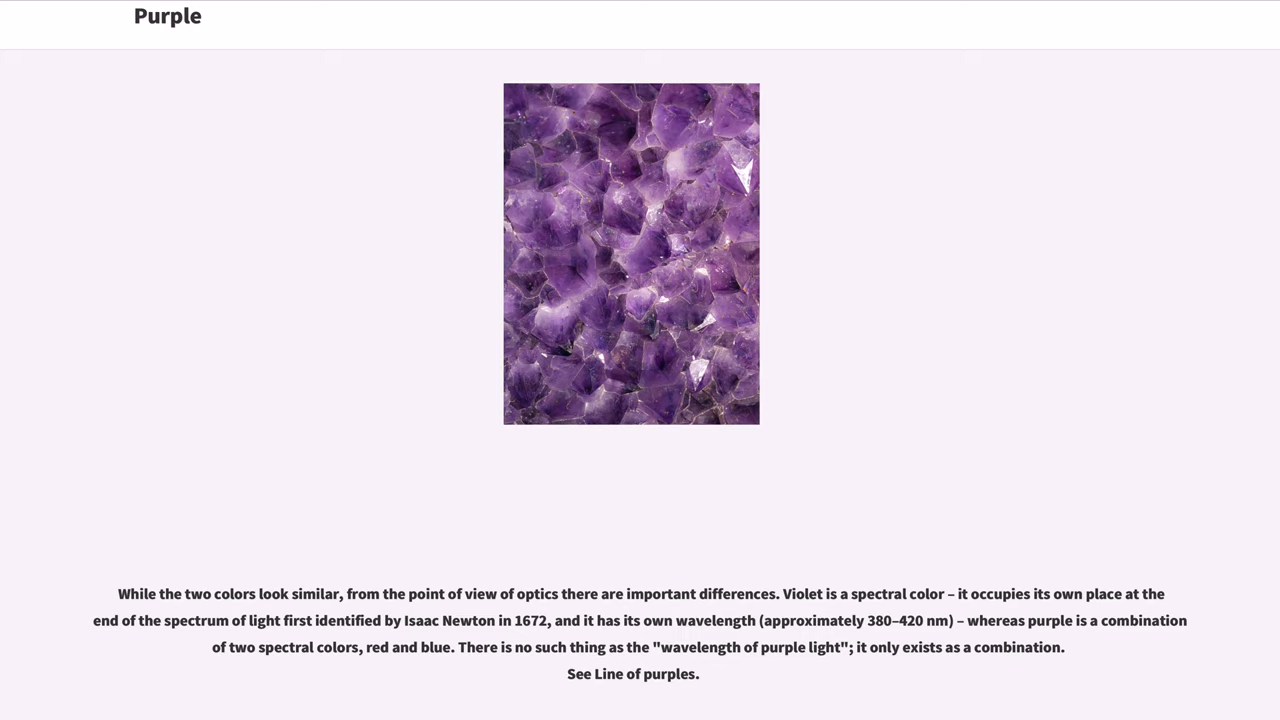 Purple
While the two colors look similar, from the point of view of optics there are important differences. Violet is a spectral color – it occupies its own place at the
end of the spectrum of light first identified by Isaac Newton in 1672, and it has its own wavelength (approximately 380–420 nm) – whereas purple is a combination
of two spectral colors, red and blue. There is no such thing as the "wavelength of purple light"; it only exists as a combination.
See Line of purples.